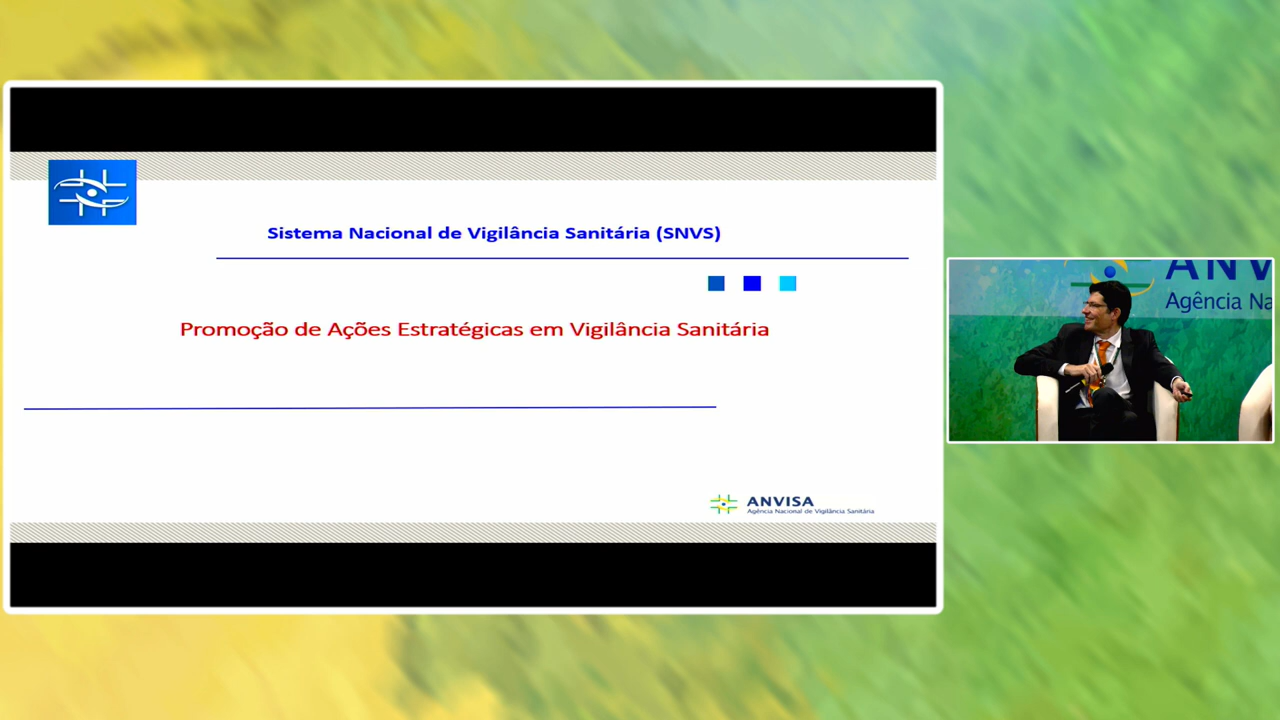 Sistema Nacional de Vigilância Sanitária (SNVS)
Promoção de Ações Estratégicas em Vigilância Sanitária
ANVISA
Agência Nacional de Vigilância Sanitária
ANV
Agência Na